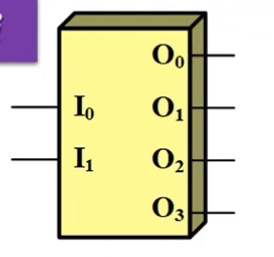 O₀
I₀ O₁
I₁ O₂
O₃